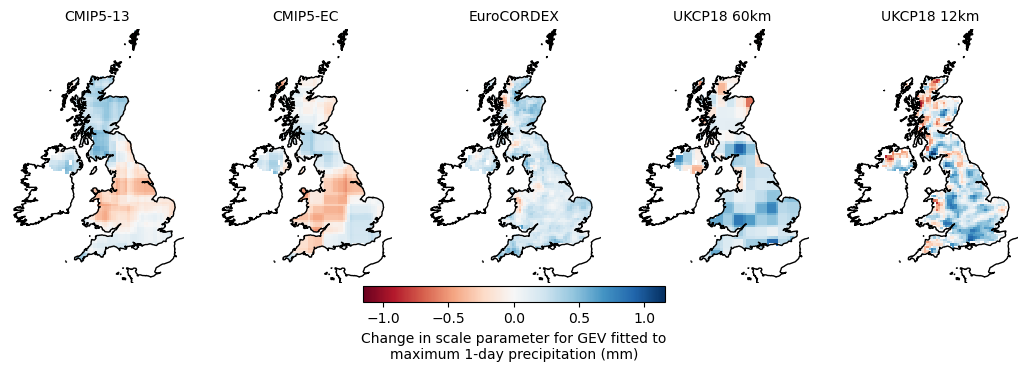 CMIP5-13
CMIP5-EC
EuroCORDEX
UKCP18 60km
UKCP18 12km
−1.0 −0.5 0.0 0.5 1.0
Change in scale parameter for GEV fitted to
maximum 1-day precipitation (mm)